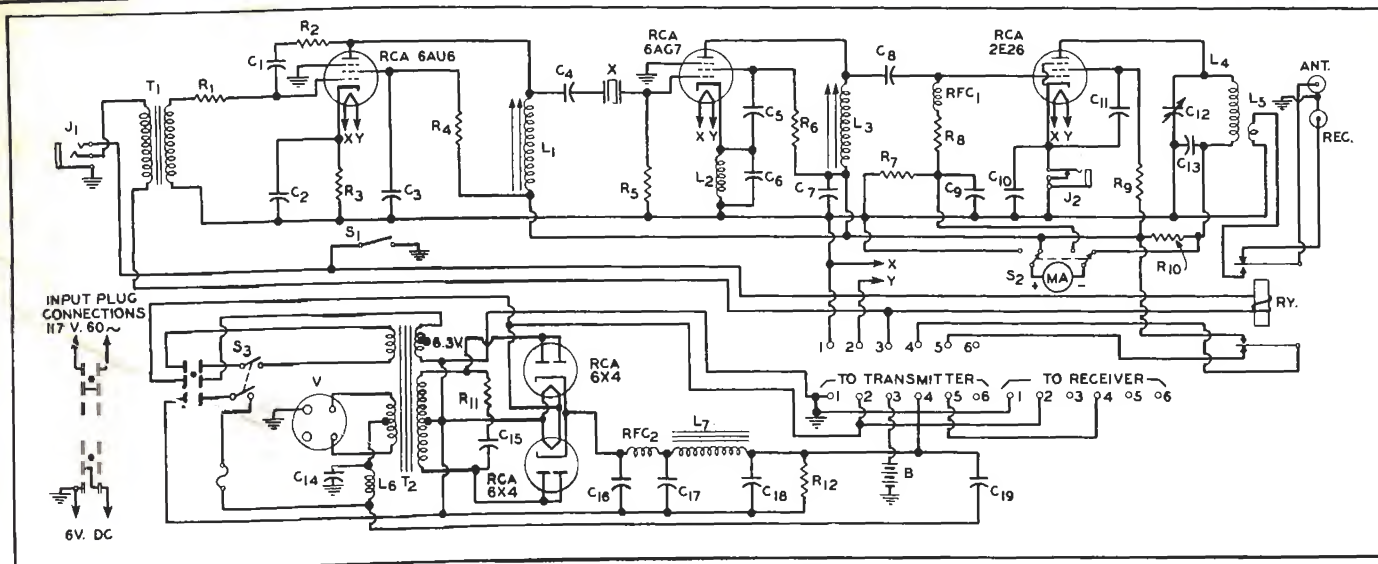 R2
RCA 6AU6
C1
T1
R1
J1
C2
R3
C3
R4
L1
C4
X
R5
RCA
6AG7
C5
C6
L2
R6
L3
C7
C8
RFC1
R8
R7
C9
C10
RCA
2E26
C11
J2
R9
C12
C13
L4
L5
ANT.
REC.
X Y
X Y
X Y
S1
S2
+ MA -
R10
RY.
X
Y
1 2 3 4 5 6
TO TRANSMITTER
1 2 3 4 5 6
TO RECEIVER
1 2 3 4 5 6
INPUT PLUG
CONNECTIONS
117 V. 60~
6V. DC
S3
V
C14
L6
T2
6.3V.
R11
C15
RCA
6X4
RCA
6X4
RFC2
L7
C16
C17
C18
R12
B
C19